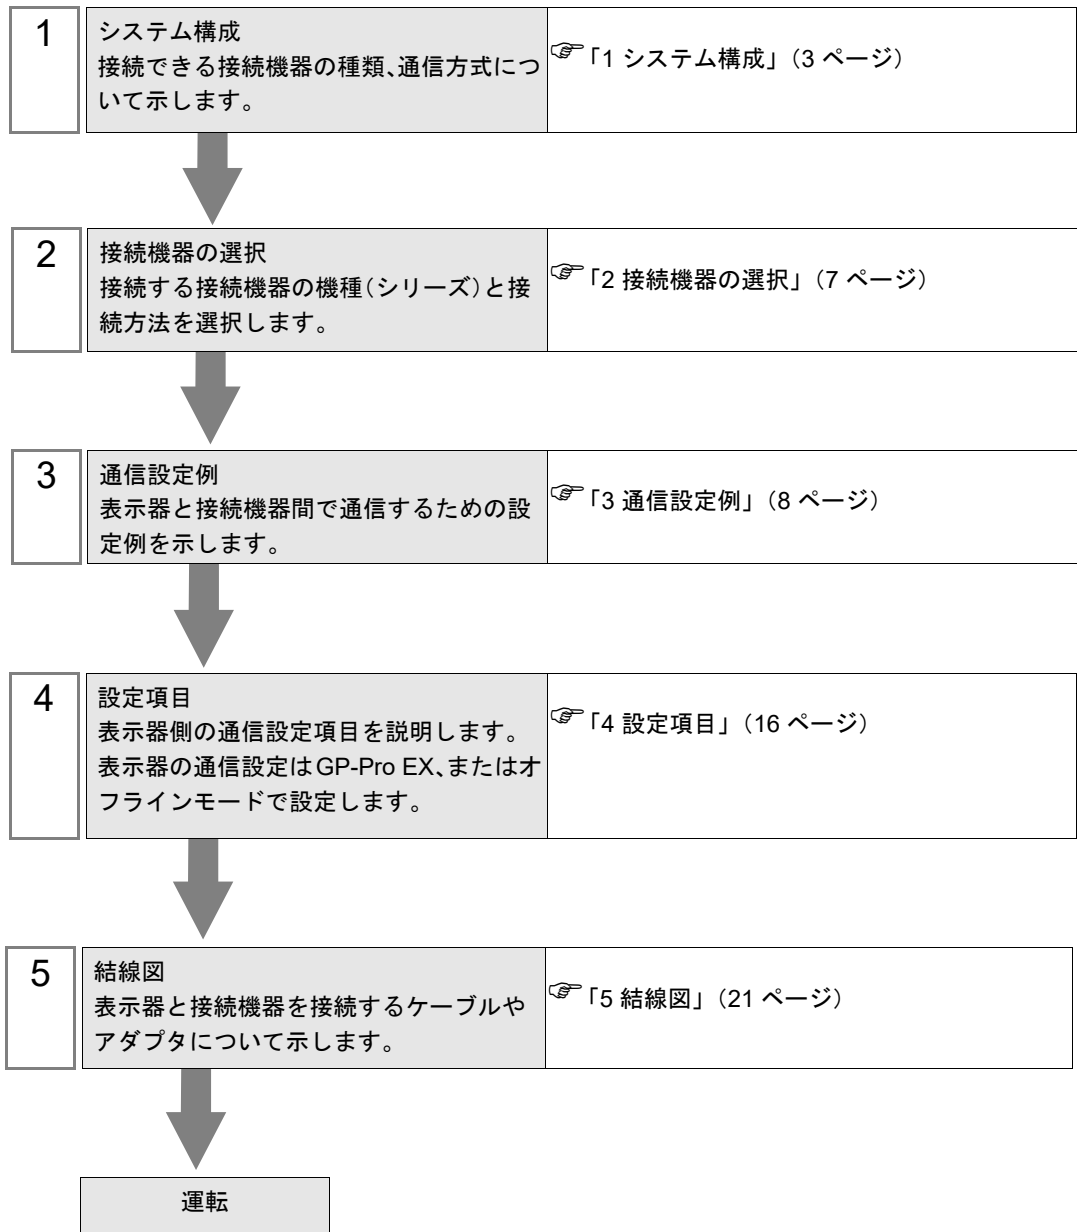 1
システム構成
接続できる接続機器の種類、通信方式につ
いて示します。
☞「1 システム構成」（3 ページ）
2
接続機器の選択
接続する接続機器の機種（シリーズ）と接
続方法を選択します。
☞「2 接続機器の選択」（7 ページ）
3
通信設定例
表示器と接続機器間で通信するための設
定例を示します。
☞「3 通信設定例」（8 ページ）
4
設定項目
表示器側の通信設定項目を説明します。
表示器の通信設定はGP-Pro EX、またはオ
フラインモードで設定します。
☞「4 設定項目」（16 ページ）
5
結線図
表示器と接続機器を接続するケーブルや
アダプタについて示します。
☞「5 結線図」（21 ページ）
運転